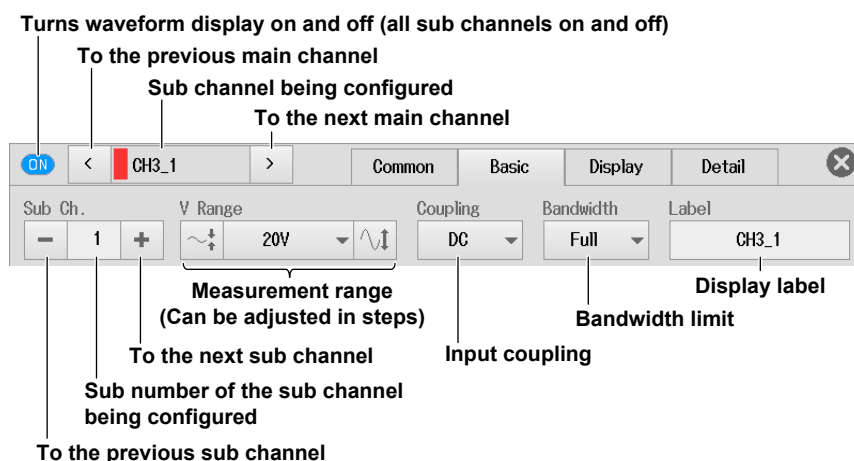 Turns waveform display on and off (all sub channels on and off)
To the previous main channel
Sub channel being configured
To the next main channel
ON < CH3_1 > Common Basic Display Detail
Sub Ch. V Range Coupling Bandwidth Label
− 1 + 20V DC Full CH3_1
Measurement range
(Can be adjusted in steps)
Display label
Bandwidth limit
To the next sub channel
Input coupling
Sub number of the sub channel
being configured
To the previous sub channel